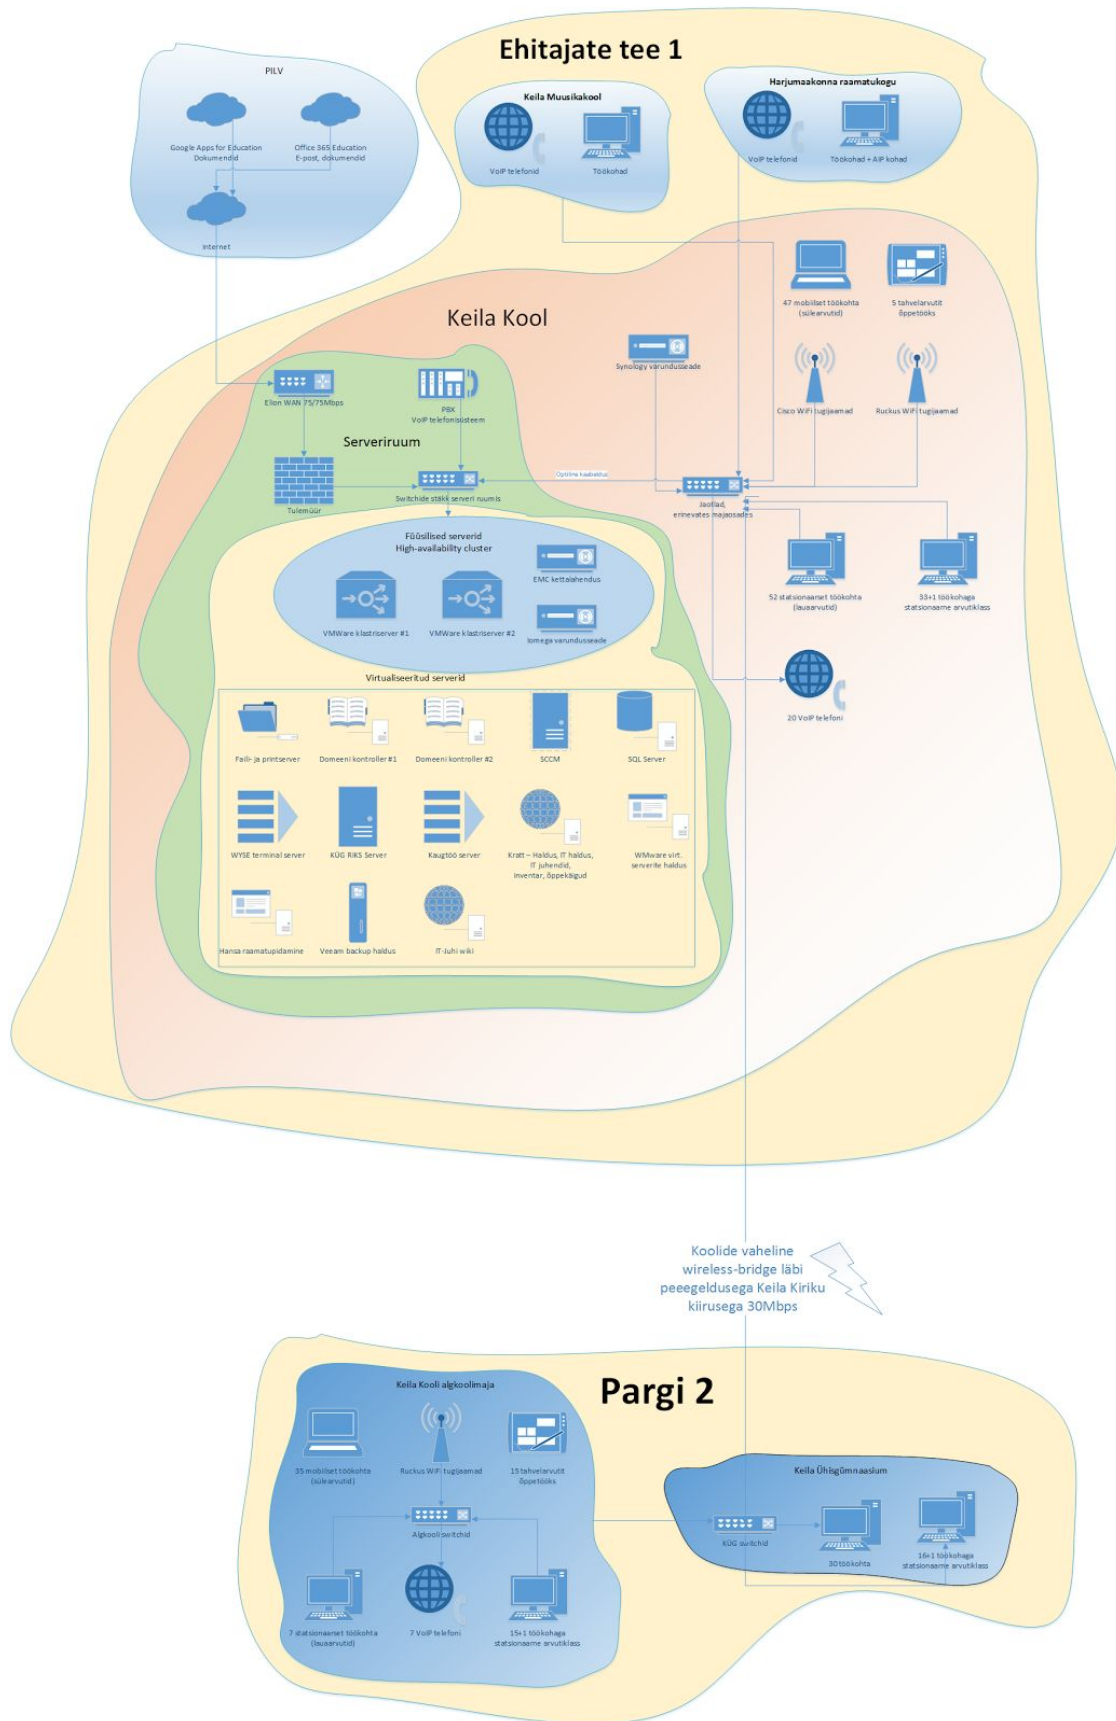 Ehitajate tee 1
PILV
Google Apps for Education
Dokumendid
Office 365 Education
E-post, dokumendid
Internet
Keila Muusikakool
VoIP telefonid
Töökohad
Harjumaakonna raamatukogu
VoIP telefonid
Töökohad + AIP kohad
Keila Kool
47 mobiilset töökohta
(sülearvutid)
5 tahvelarvutit
õppetööks
Synology varundusseade
Cisco WiFi tugijaamad
Ruckus WiFi tugijaamad
Elion WAN 75/75Mbps
PBX
VoIP telefonisüsteem
Serveriruum
Tulemüür
Switchide stäkk serveri ruumis
Optiline kaabeldus
Jaotlad,
erinevates majaosades
52 statsionaarset töökohta
(lauaarvutid)
33+1 töökohaga
statsionaarne arvutiklass
20 VoIP telefoni
Füüsilised serverid
High-availability cluster
VMWare klastriserver #1
VMWare klastriserver #2
EMC kettalahendus
Iomega varundusseade
Virtualiseeritud serverid
Faili- ja printserver
Domeeni kontroller #1
Domeeni kontroller #2
SCCM
SQL Server
WYSE terminal server
KÜG RIKS Server
Kaugtöö server
Kratt – Haldus, IT haldus,
IT juhendid,
inventar, õppekäigud
WMware virt.
serverite haldus
Hansa raamatupidamine
Veeam backup haldus
IT-Juhi wiki
Koolide vaheline
wireless-bridge läbi
peeegeldusega Keila Kiriku
kiirusega 30Mbps
Pargi 2
Keila Kooli algkoolimaja
35 mobiilset töökohta
(sülearvutid)
Ruckus WiFi tugijaamad
15 tahvelarvutit
õppetööks
Algkooli switchid
7 statsionaarset töökohta
(lauaarvutid)
7 VoIP telefoni
15+1 töökohaga
statsionaarne arvutiklass
Keila Ühisgümnaasium
KÜG switchid
30 töökohta
16+1 töökohaga
statsionaarne arvutiklass